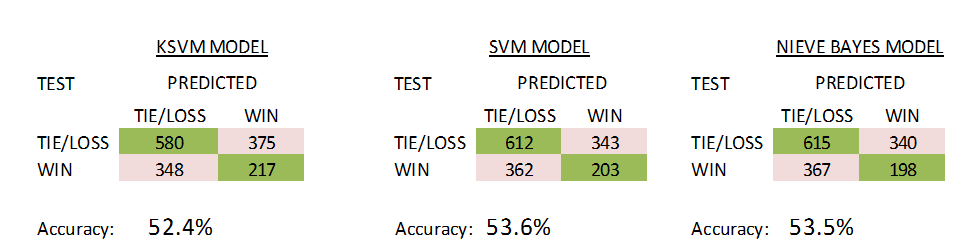 KSVM MODEL SVM MODEL NIEVE BAYES MODEL
TEST PREDICTED TEST PREDICTED TEST PREDICTED
TIE/LOSS WIN TIE/LOSS WIN TIE/LOSS WIN
TIE/LOSS 580 375 TIE/LOSS 612 343 TIE/LOSS 615 340
WIN 348 217 WIN 362 203 WIN 367 198
Accuracy: 52.4% Accuracy: 53.6% Accuracy: 53.5%